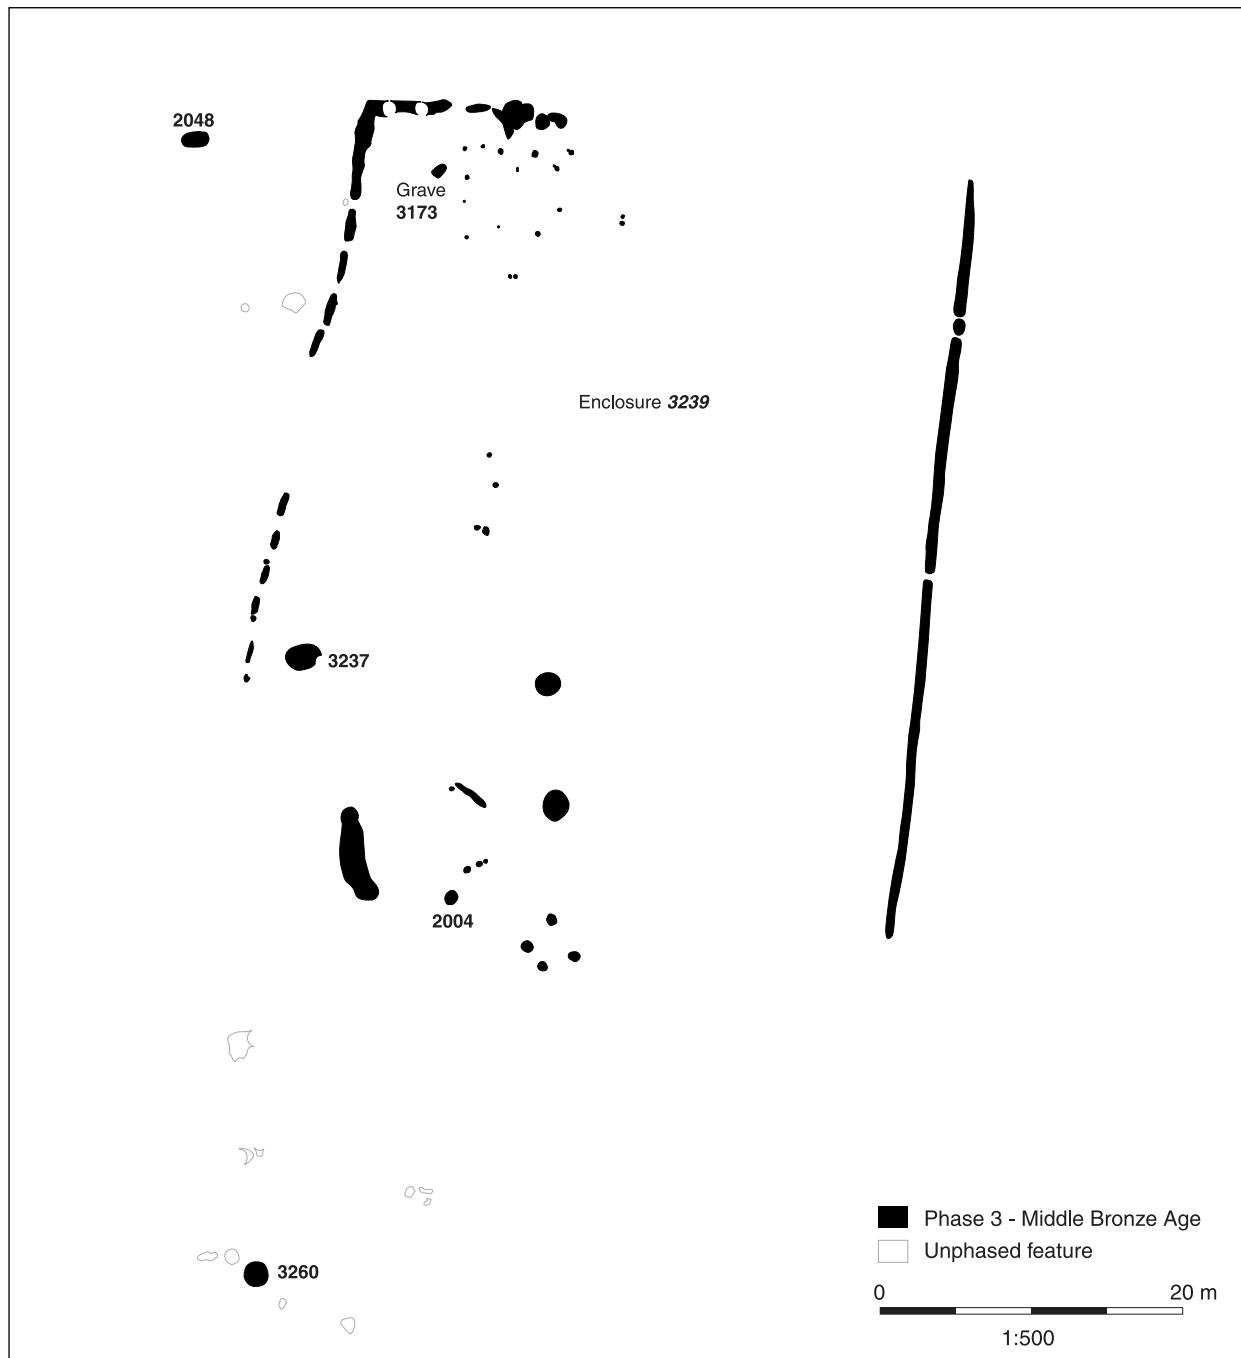 2048
Grave
3173
Enclosure 3239
3237
2004
3260
Phase 3 - Middle Bronze Age
Unphased feature
0 20 m
1:500